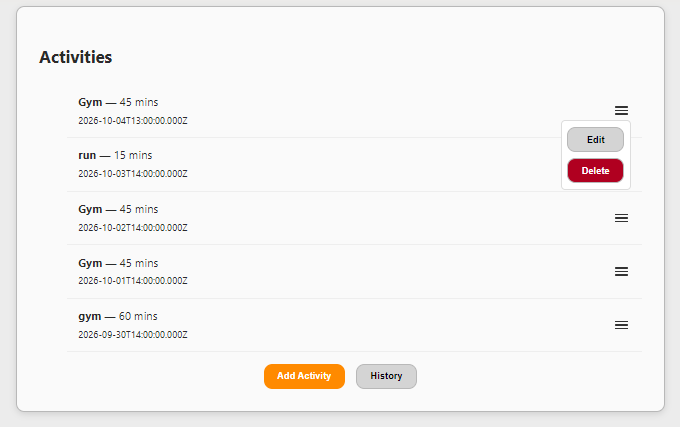 Activities
Gym — 45 mins
2026-10-04T13:00:00.000Z
Edit
run — 15 mins
Delete
2026-10-03T14:00:00.000Z
Gym — 45 mins
2026-10-02T14:00:00.000Z
Gym — 45 mins
2026-10-01T14:00:00.000Z
gym — 60 mins
2026-09-30T14:00:00.000Z
Add Activity
History